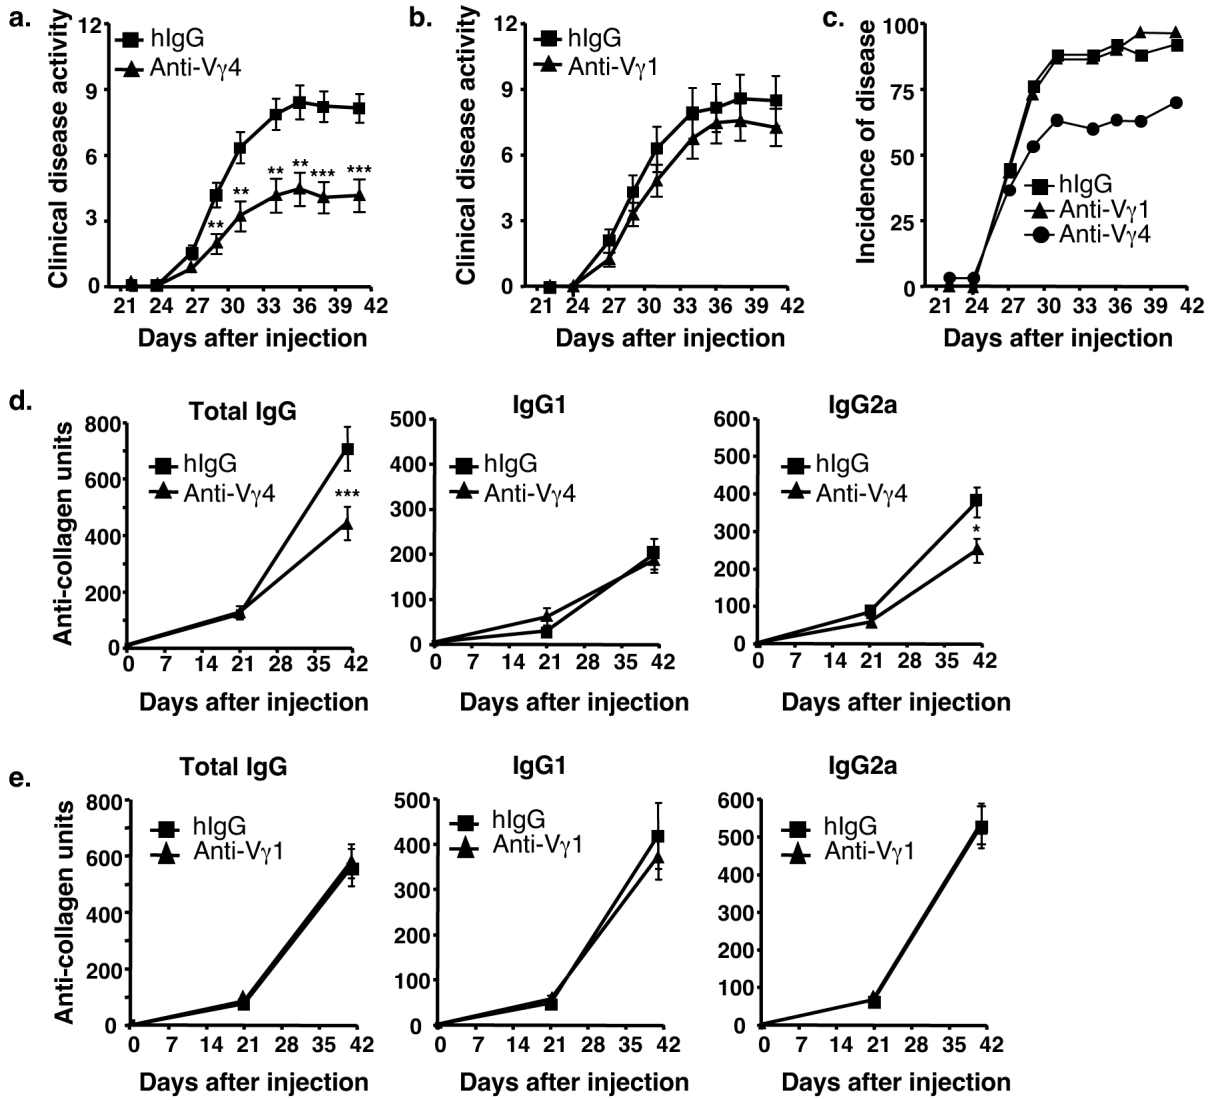 a.
Clinical disease activity
12
9
6
3
0
hIgG
Anti-Vγ4
**
**
**
**
***
***
21 24 27 30 33 36 39 42
Days after injection
b.
Clinical disease activity
12
9
6
3
0
hIgG
Anti-Vγ1
21 24 27 30 33 36 39 42
Days after injection
c.
Incidence of disease
100
75
50
25
0
hIgG
Anti-Vγ1
Anti-Vγ4
21 24 27 30 33 36 39 42
Days after injection
d.
Total IgG
Anti-collagen units
800
600
400
200
0
hIgG
Anti-Vγ4
***
0 7 14 21 28 35 42
Days after injection
IgG1
500
400
300
200
100
0
hIgG
Anti-Vγ4
0 7 14 21 28 35 42
Days after injection
IgG2a
600
500
400
300
200
100
0
hIgG
Anti-Vγ4
*
0 7 14 21 28 35 42
Days after injection
e.
Total IgG
Anti-collagen units
800
600
400
200
0
hIgG
Anti-Vγ1
0 7 14 21 28 35 42
Days after injection
IgG1
500
400
300
200
100
0
hIgG
Anti-Vγ1
0 7 14 21 28 35 42
Days after injection
IgG2a
600
500
400
300
200
100
0
hIgG
Anti-Vγ1
0 7 14 21 28 35 42
Days after injection